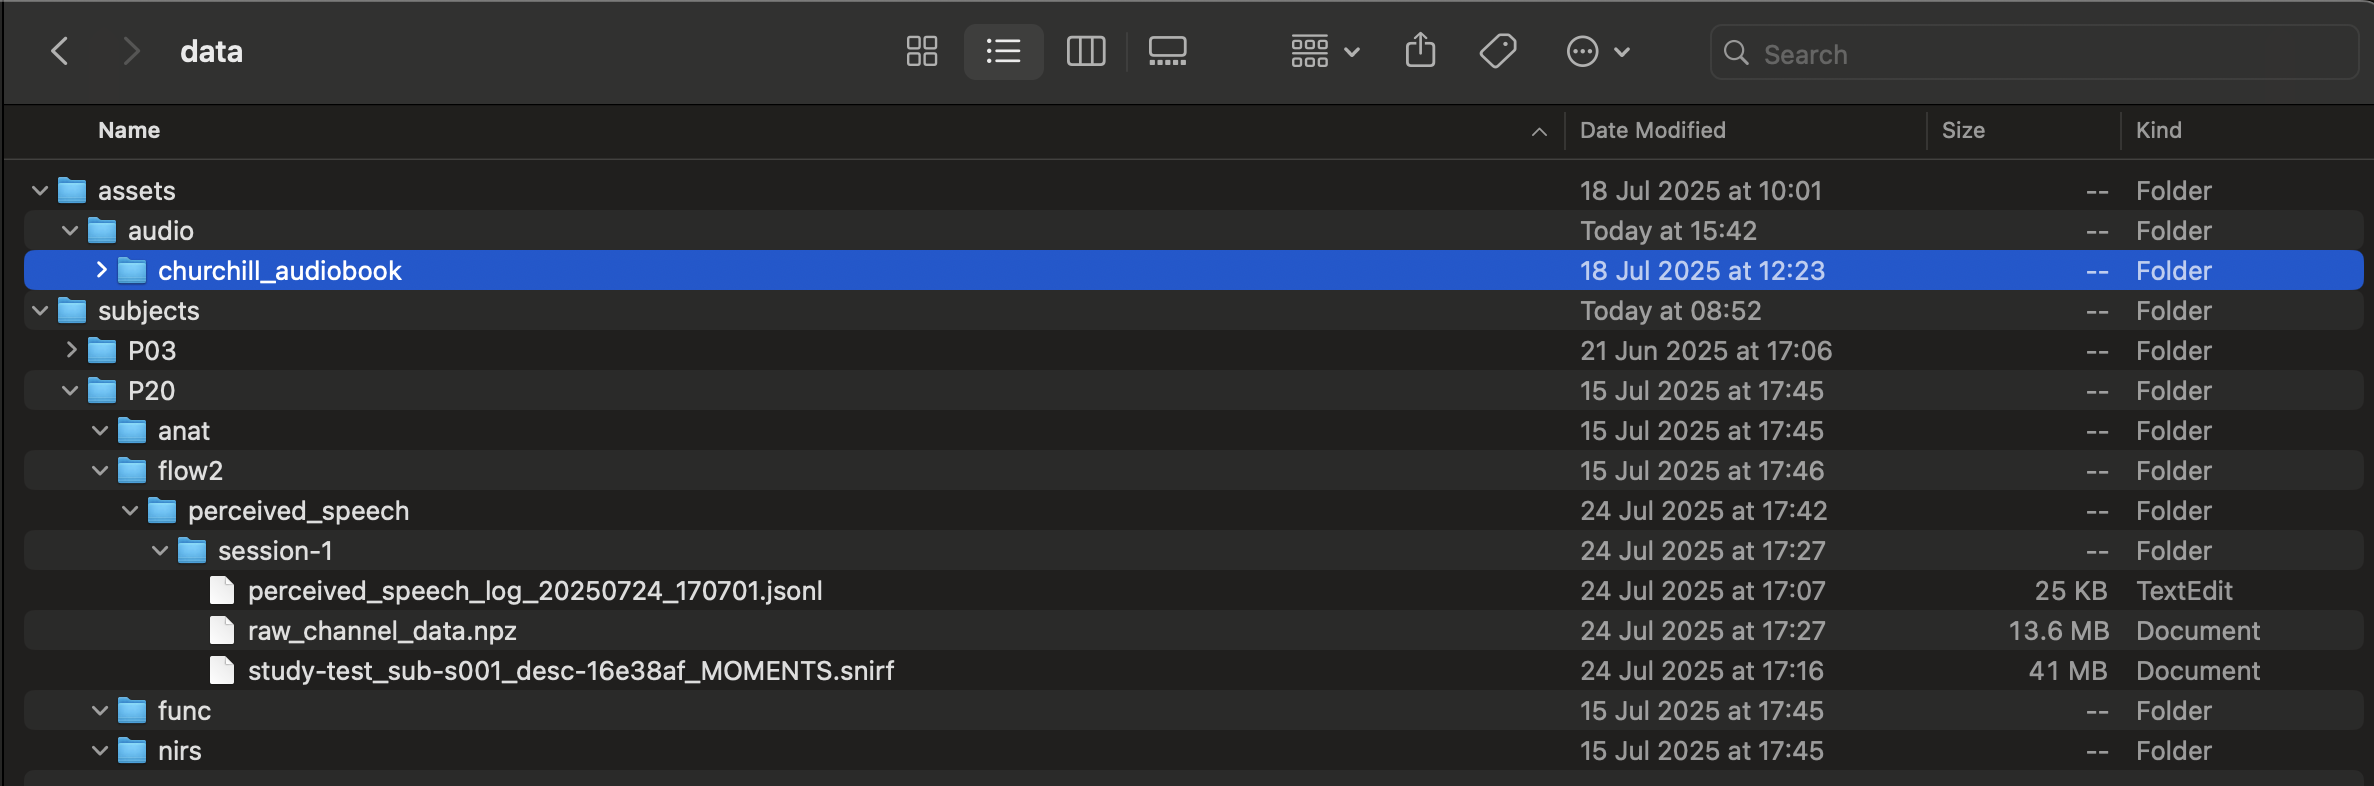 data
Search
Name Date Modified Size Kind
assets 18 Jul 2025 at 10:01 -- Folder
audio Today at 15:42 -- Folder
churchill_audiobook 18 Jul 2025 at 12:23 -- Folder
subjects Today at 08:52 -- Folder
P03 21 Jun 2025 at 17:06 -- Folder
P20 15 Jul 2025 at 17:45 -- Folder
anat 15 Jul 2025 at 17:45 -- Folder
flow2 15 Jul 2025 at 17:46 -- Folder
perceived_speech 24 Jul 2025 at 17:42 -- Folder
session-1 24 Jul 2025 at 17:27 -- Folder
perceived_speech_log_20250724_170701.jsonl 24 Jul 2025 at 17:07 25 KB TextEdit
raw_channel_data.npz 24 Jul 2025 at 17:27 13.6 MB Document
study-test_sub-s001_desc-16e38af_MOMENTS.snirf 24 Jul 2025 at 17:16 41 MB Document
func 15 Jul 2025 at 17:45 -- Folder
nirs 15 Jul 2025 at 17:45 -- Folder